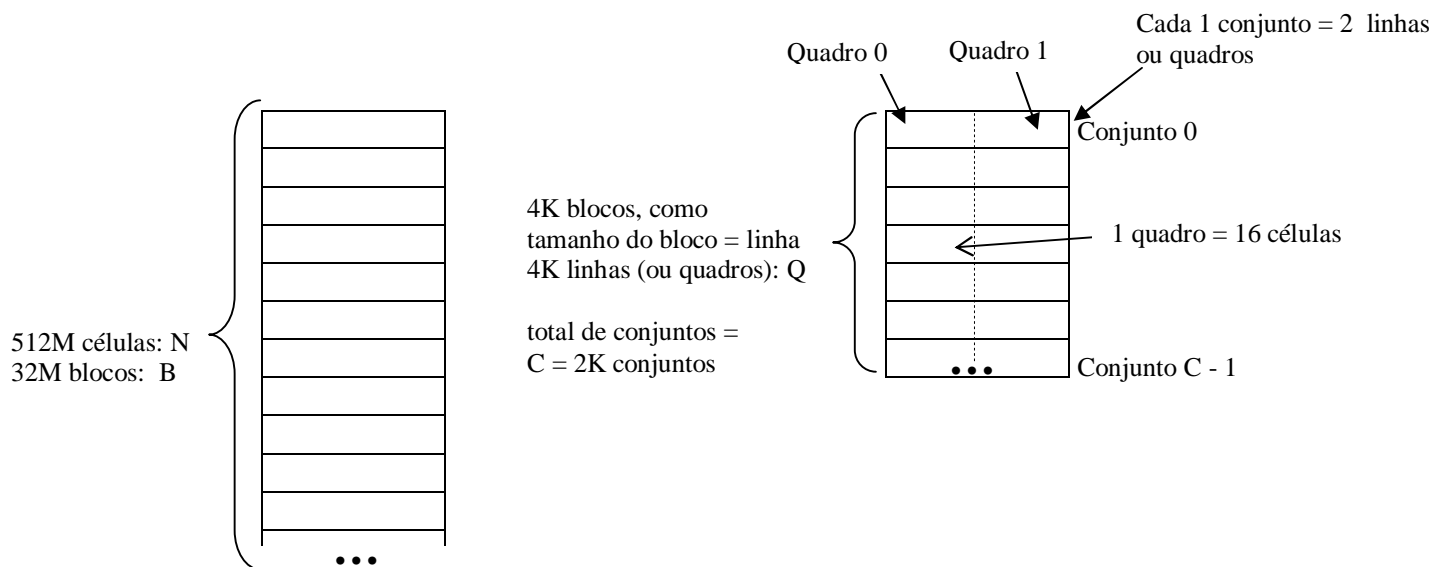 Cada 1 conjunto = 2 linhas
ou quadros
Quadro 0
Quadro 1
Conjunto 0
4K blocos, como
tamanho do bloco = linha
4K linhas (ou quadros): Q
1 quadro = 16 células
total de conjuntos =
C = 2K conjuntos
512M células: N
32M blocos: B
Conjunto C - 1
•••
•••